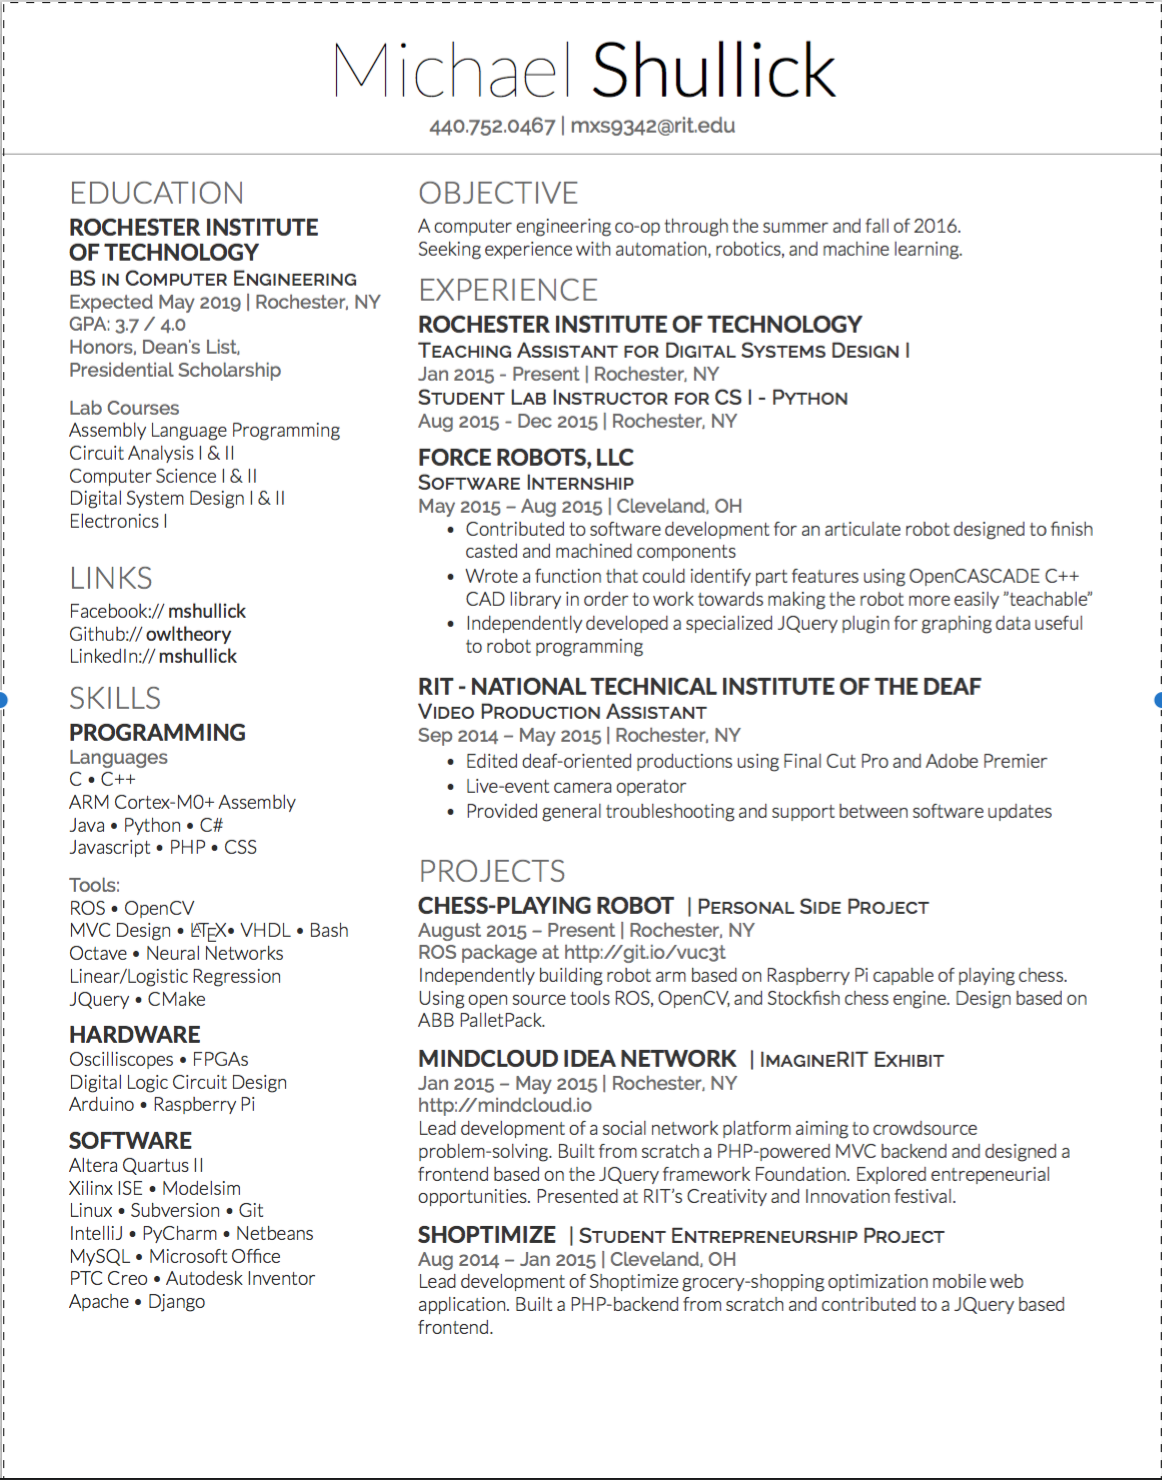 Michael Shullick
440.752.0467 | mxs9342@rit.edu
EDUCATION
ROCHESTER INSTITUTE
OF TECHNOLOGY
BS in Computer Engineering
Expected May 2019 | Rochester, NY
GPA: 3.7 / 4.0
Honors, Dean's List,
Presidential Scholarship
Lab Courses
Assembly Language Programming
Circuit Analysis I & II
Computer Science I & II
Digital System Design I & II
Electronics I
LINKS
Facebook:// mshullick
Github:// owltheory
LinkedIn:// mshullick
SKILLS
PROGRAMMING
Languages
C • C++
ARM Cortex-M0+ Assembly
Java • Python • C#
Javascript • PHP • CSS
Tools:
ROS • OpenCV
MVC Design • LATEX• VHDL • Bash
Octave • Neural Networks
Linear/Logistic Regression
JQuery • CMake
HARDWARE
Oscilliscopes • FPGAs
Digital Logic Circuit Design
Arduino • Raspberry Pi
SOFTWARE
Altera Quartus II
Xilinx ISE • Modelsim
Linux • Subversion • Git
IntelliJ • PyCharm • Netbeans
MySQL • Microsoft Office
PTC Creo • Autodesk Inventor
Apache • Django
OBJECTIVE
A computer engineering co-op through the summer and fall of 2016.
Seeking experience with automation, robotics, and machine learning.
EXPERIENCE
ROCHESTER INSTITUTE OF TECHNOLOGY
Teaching Assistant for Digital Systems Design I
Jan 2015 - Present | Rochester, NY
Student Lab Instructor for CS I - Python
Aug 2015 - Dec 2015 | Rochester, NY
FORCE ROBOTS, LLC
Software Internship
May 2015 – Aug 2015 | Cleveland, OH
• Contributed to software development for an articulate robot designed to finish
casted and machined components
• Wrote a function that could identify part features using OpenCASCADE C++
CAD library in order to work towards making the robot more easily "teachable"
• Independently developed a specialized JQuery plugin for graphing data useful
to robot programming
RIT - NATIONAL TECHNICAL INSTITUTE OF THE DEAF
Video Production Assistant
Sep 2014 – May 2015 | Rochester, NY
• Edited deaf-oriented productions using Final Cut Pro and Adobe Premier
• Live-event camera operator
• Provided general troubleshooting and support between software updates
PROJECTS
CHESS-PLAYING ROBOT | Personal Side Project
August 2015 – Present | Rochester, NY
ROS package at http://git.io/vuc3t
Independently building robot arm based on Raspberry Pi capable of playing chess.
Using open source tools ROS, OpenCV, and Stockfish chess engine. Design based on
ABB PalletPack.
MINDCLOUD IDEA NETWORK | ImagineRIT Exhibit
Jan 2015 – May 2015 | Rochester, NY
http://mindcloud.io
Lead development of a social network platform aiming to crowdsource
problem-solving. Built from scratch a PHP-powered MVC backend and designed a
frontend based on the JQuery framework Foundation. Explored entrepeneurial
opportunities. Presented at RIT's Creativity and Innovation festival.
SHOPTIMIZE | Student Entrepreneurship Project
Aug 2014 – Jan 2015 | Cleveland, OH
Lead development of Shoptimize grocery-shopping optimization mobile web
application. Built a PHP-backend from scratch and contributed to a JQuery based
frontend.